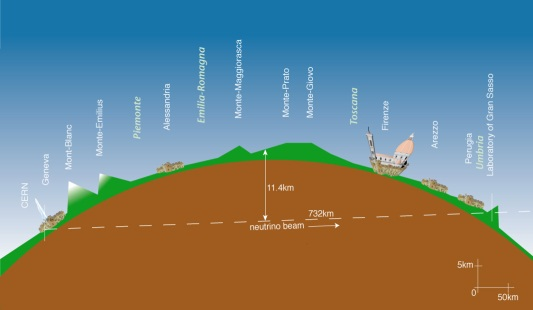 CERN
Geneva
Mont-Blanc
Monte-Emilius
Piemonte
Alessandria
Emilia-Romagna
Monte-Maggiorasca
Monte-Prato
Monte-Giovo
Toscana
Firenze
Arezzo
Perugia
Umbria
Laboratory of Gran Sasso
11.4km
732km
neutrino beam
5km
0
50km